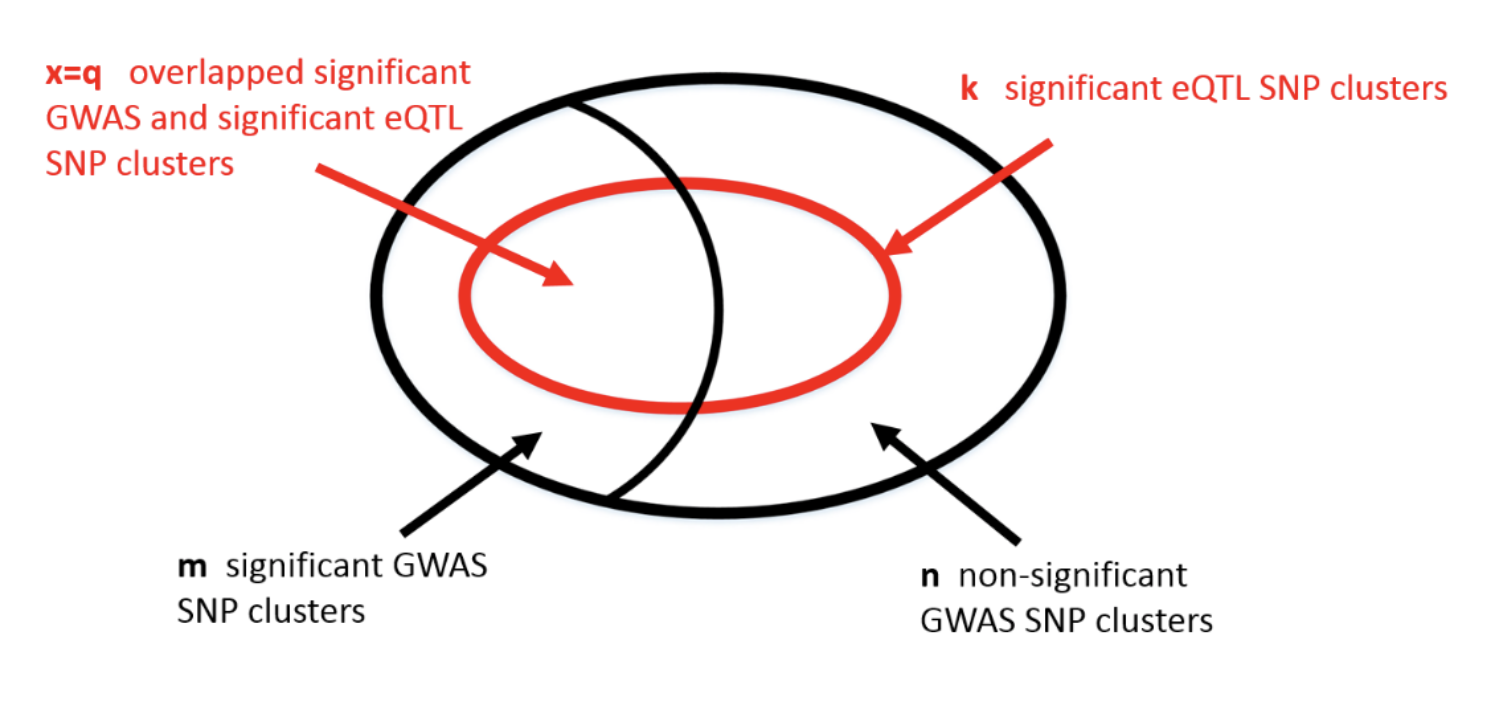 x=q overlapped significant
GWAS and significant eQTL
SNP clusters
k significant eQTL SNP clusters
m significant GWAS
SNP clusters
n non-significant
GWAS SNP clusters